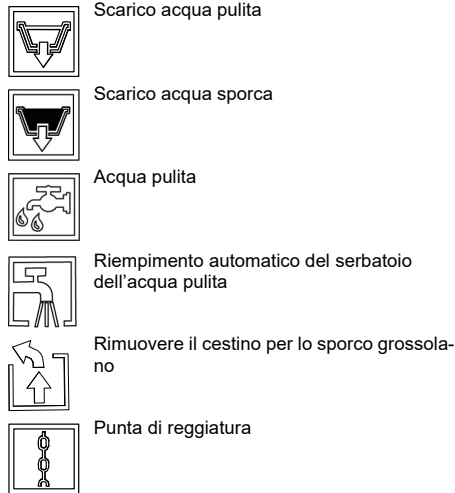 Scarico acqua pulita
Scarico acqua sporca
Acqua pulita
Riempimento automatico del serbatoio
dell'acqua pulita
Rimuovere il cestino per lo sporco grossola-
no
Punta di reggiatura